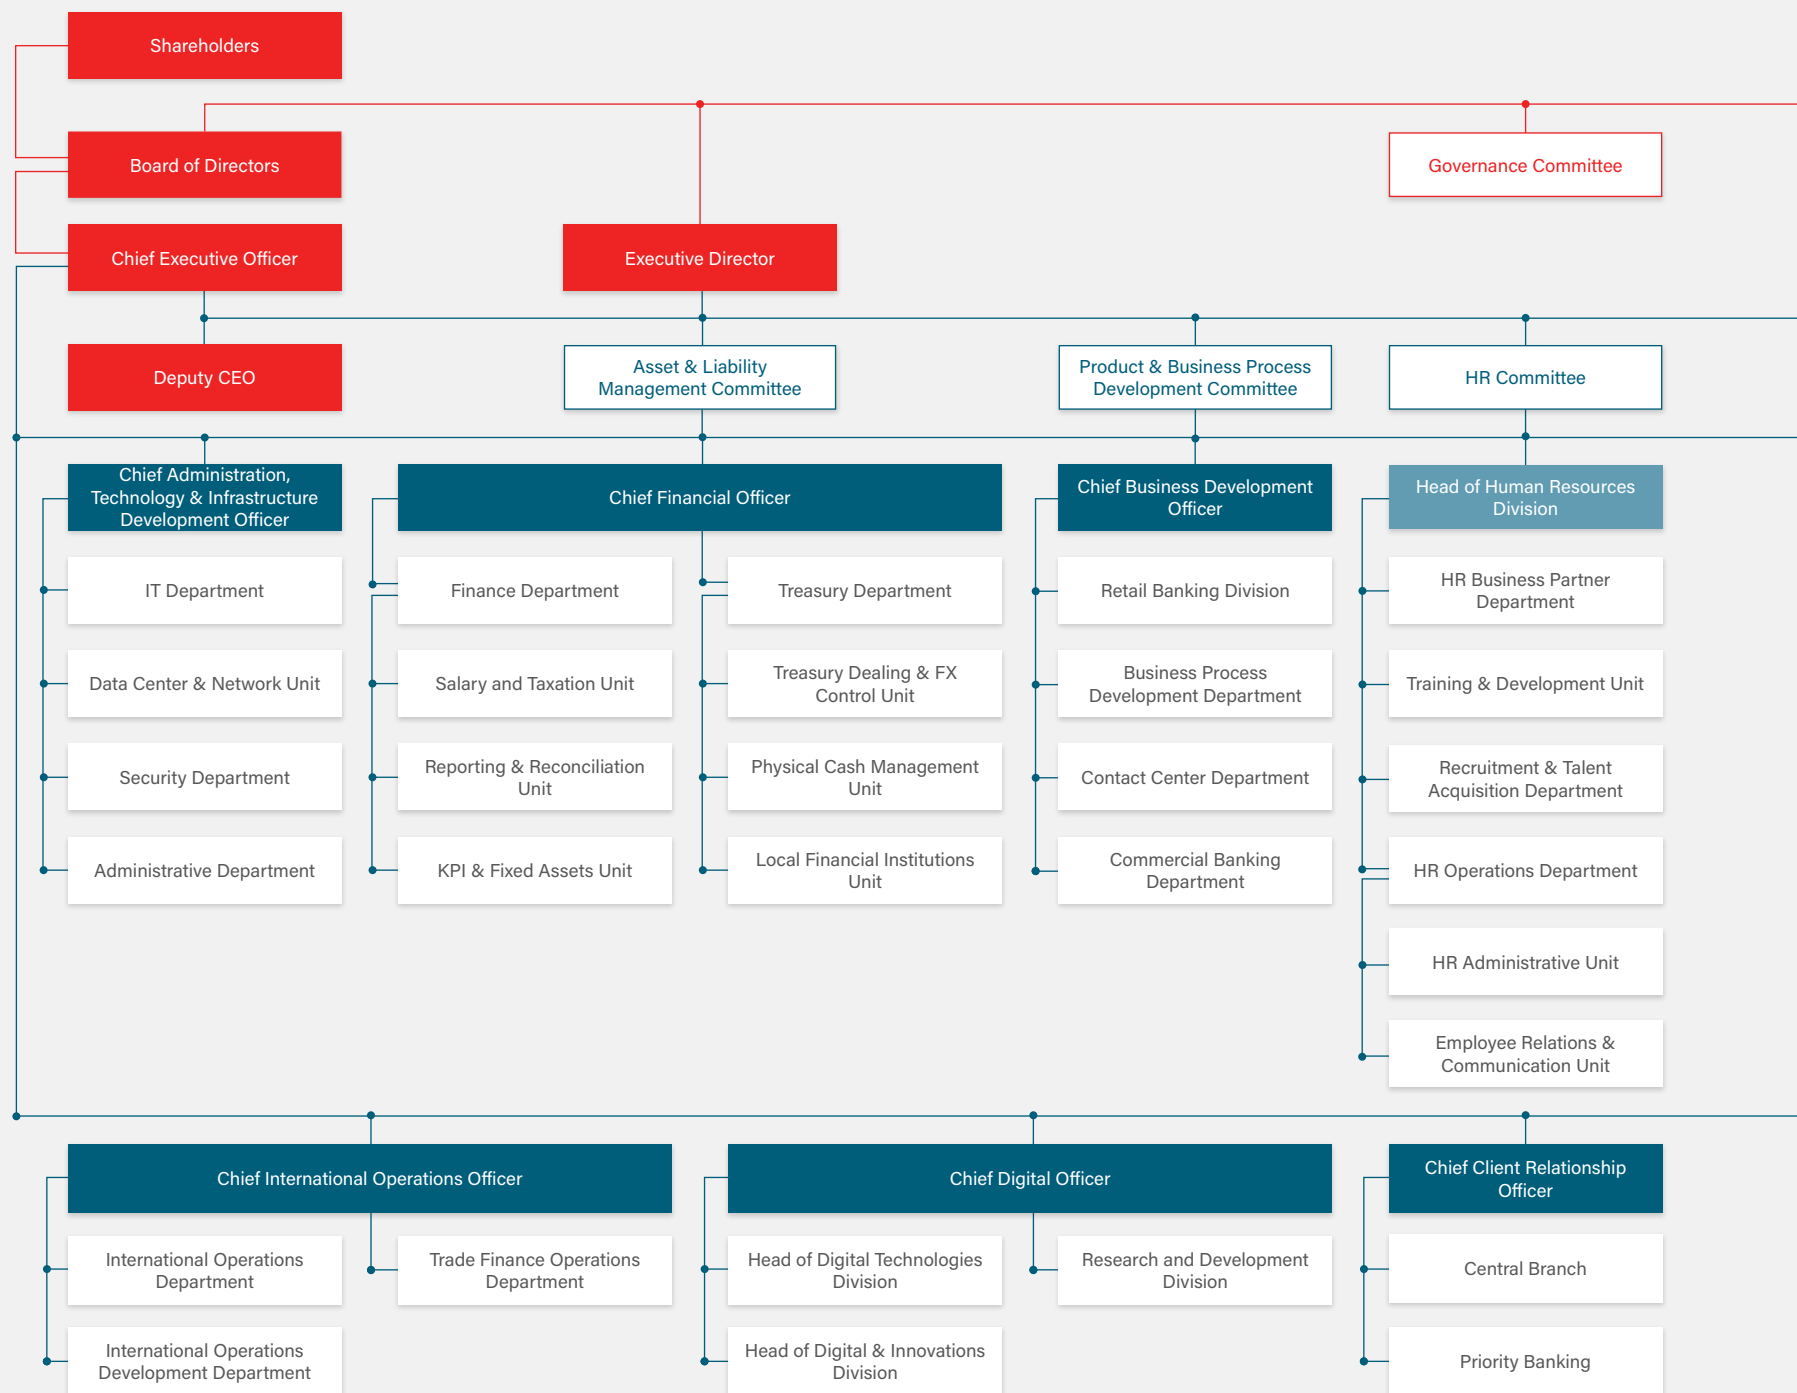 Shareholders
Board of Directors
Governance Committee
Chief Executive Officer
Executive Director
Deputy CEO
Asset & Liability
Management Committee
Product & Business Process
Development Committee
HR Committee
Chief Administration,
Technology & Infrastructure
Development Officer
Chief Financial Officer
Chief Business Development
Officer
Head of Human Resources
Division
IT Department
Finance Department
Treasury Department
Retail Banking Division
HR Business Partner
Department
Data Center & Network Unit
Salary and Taxation Unit
Treasury Dealing & FX
Control Unit
Business Process
Development Department
Training & Development Unit
Security Department
Reporting & Reconciliation
Unit
Physical Cash Management
Unit
Contact Center Department
Recruitment & Talent
Acquisition Department
Administrative Department
KPI & Fixed Assets Unit
Local Financial Institutions
Unit
Commercial Banking
Department
HR Operations Department
HR Administrative Unit
Employee Relations &
Communication Unit
Chief International Operations Officer
Chief Digital Officer
Chief Client Relationship
Officer
International Operations
Department
Trade Finance Operations
Department
Head of Digital Technologies
Division
Research and Development
Division
Central Branch
International Operations
Development Department
Head of Digital & Innovations
Division
Priority Banking